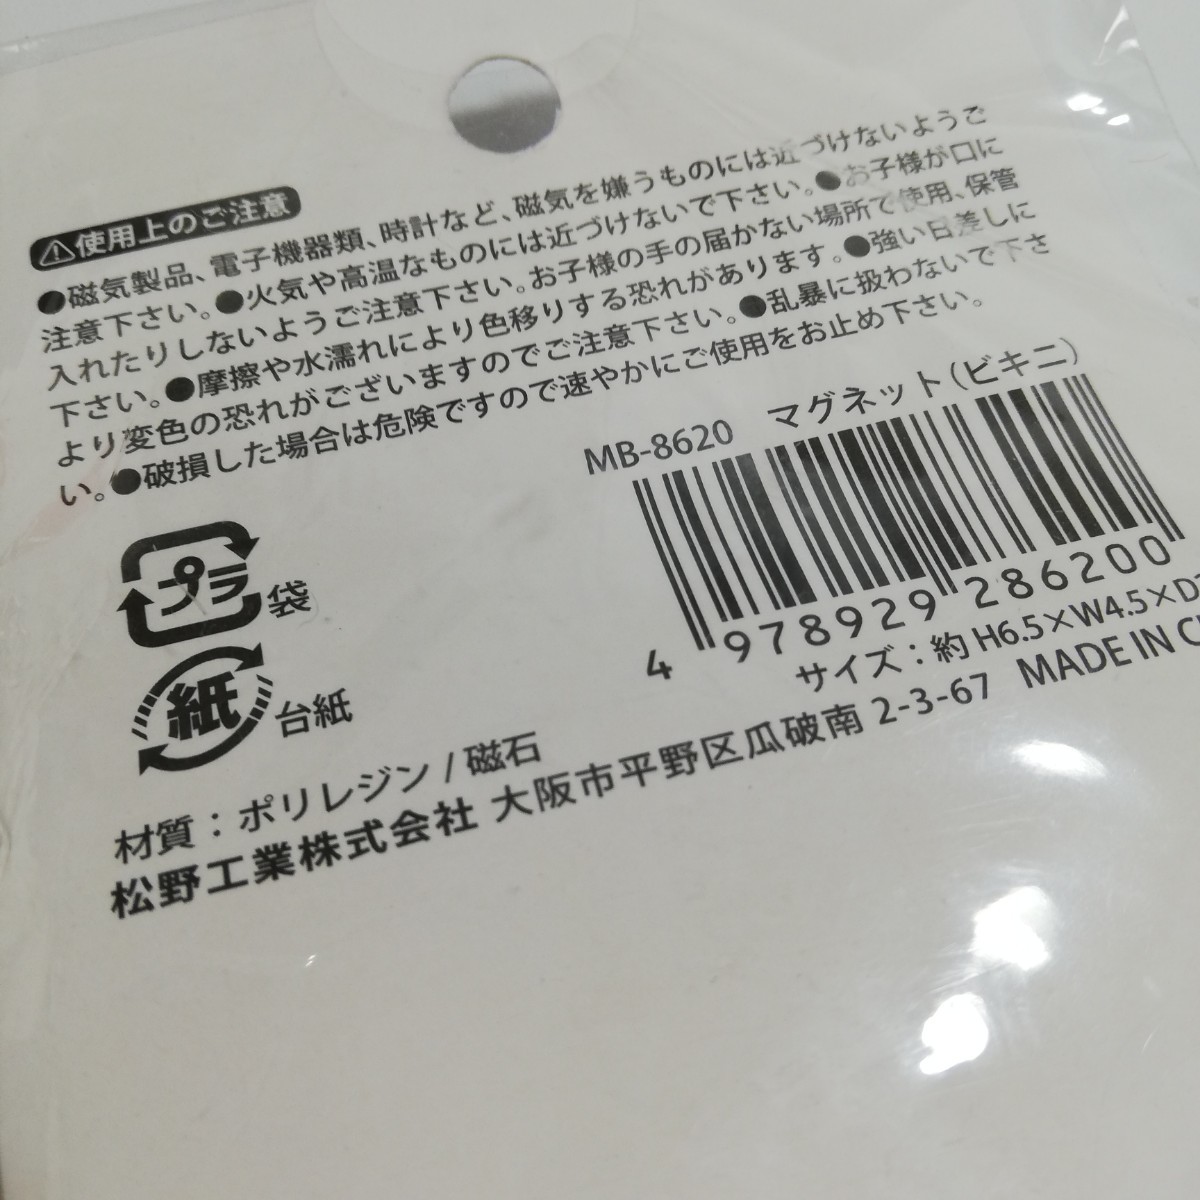 使用上のご注意
●磁気製品、電子機器類、時計など、磁気を嫌うものには近づけないようご
注意下さい。●火気や高温なものには近づけないで下さい。●お子様が口に
入れたりしないようご注意下さい。お子様の手の届かない場所で使用、保管
下さい。●摩擦や水濡れにより色移りする恐れがあります。●強い日差しに
より変色の恐れがございますのでご注意下さい。●乱暴に扱わないで下さ
い。●破損した場合は危険ですので速やかにご使用をお止め下さい。
MB-8620 マグネット(ビキニ)
4 978929 286200
プラ 袋
紙 台紙
サイズ：約 H6.5×W4.5×D
MADE IN C
材質：ポリレジン/磁石
松野工業株式会社 大阪市平野区瓜破南 2-3-67